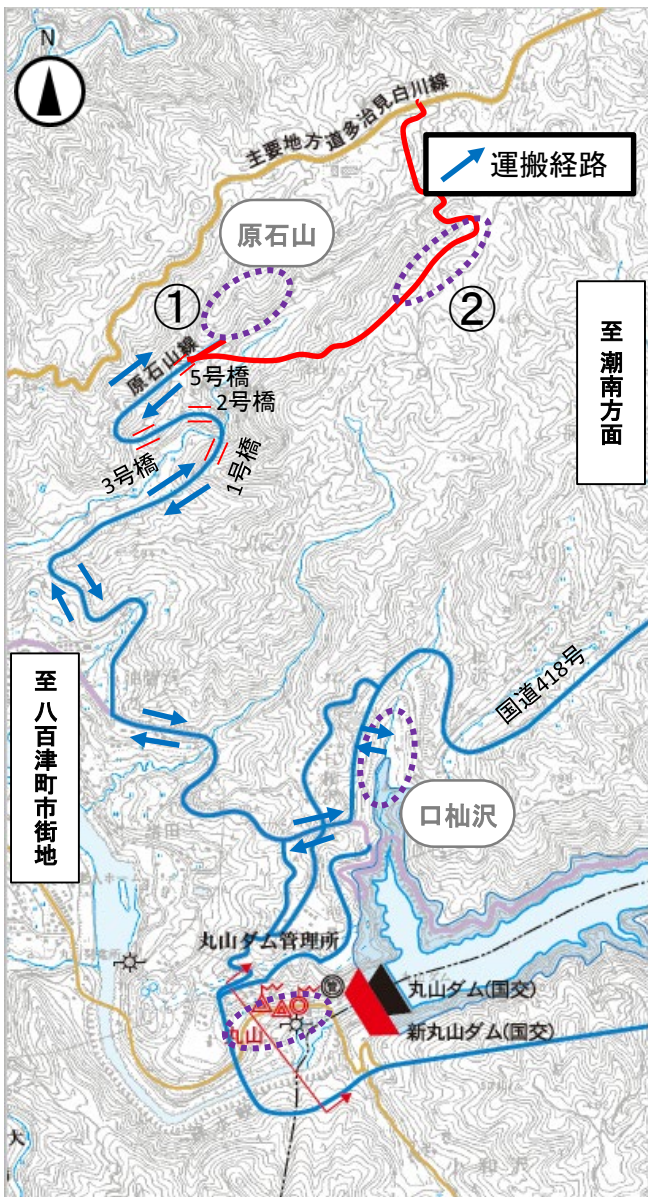 N
主要地方道多治見白川線
運搬経路
原石山
①
②
至 潮南方面
原石山線
5号橋
2号橋
3号橋
1号橋
至 八百津町市街地
国道418号
口杣沢
丸山ダム管理所
管
丸山ダム(国交)
新丸山ダム(国交)
丸山